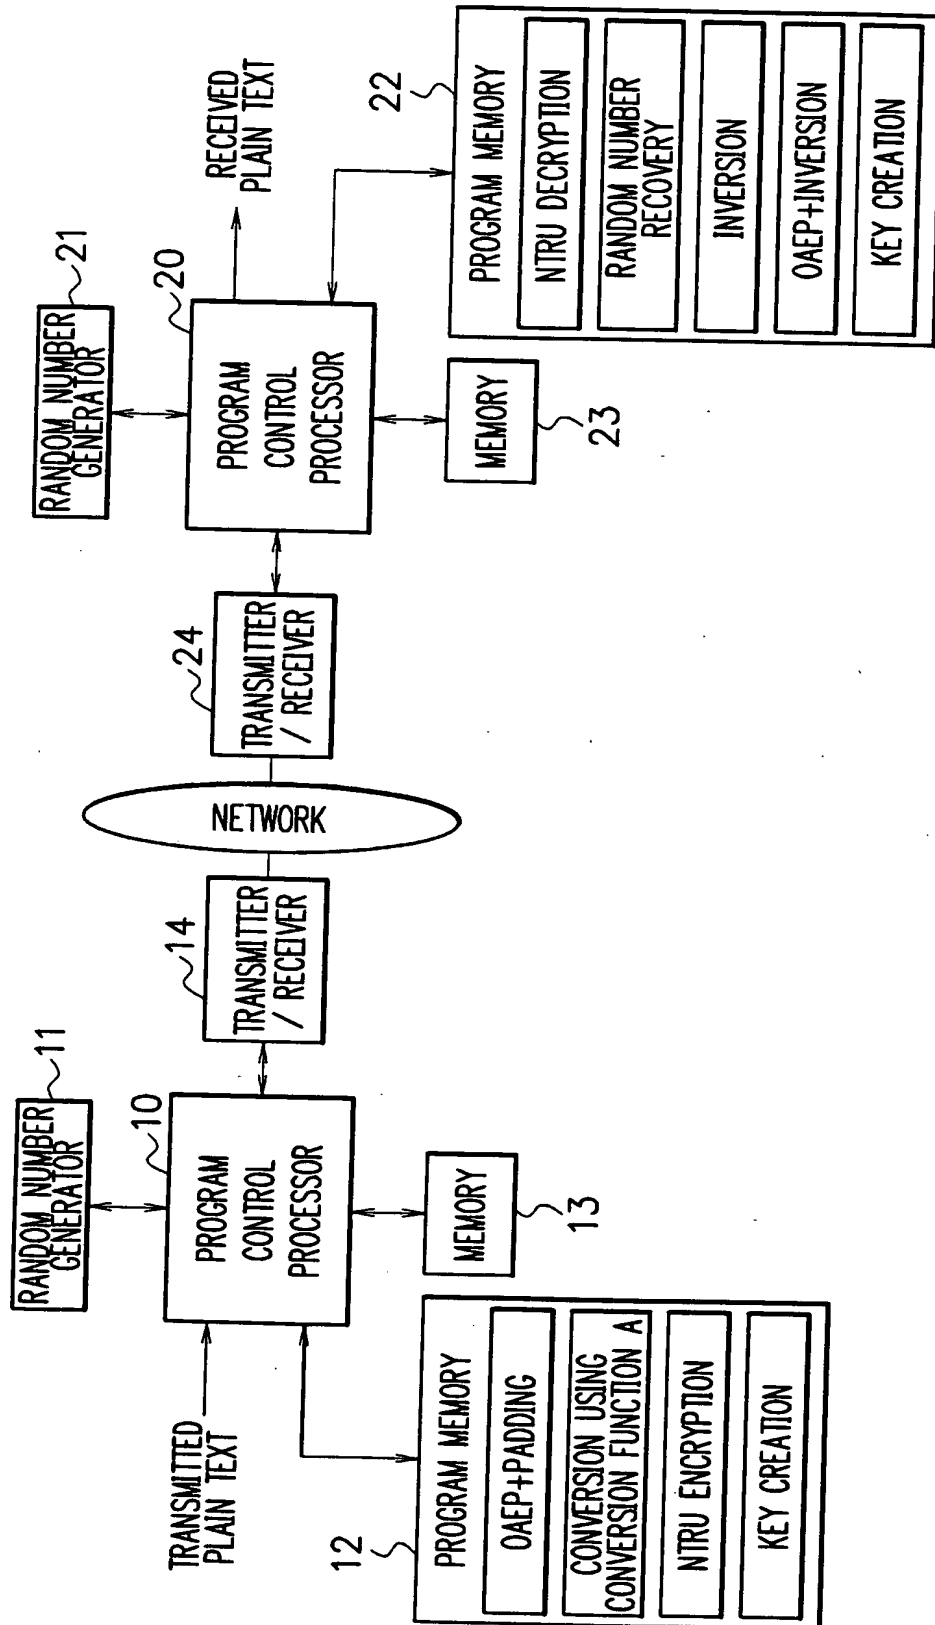 RANDOM NUMBER
GENERATOR
11
TRANSMITTED
PLAIN TEXT
10
PROGRAM
CONTROL
PROCESSOR
14
TRANSMITTER
/ RECEIVER
MEMORY
13
12
PROGRAM MEMORY
OAEP+PADDING
CONVERSION USING
CONVERSION FUNCTION A
NTRU ENCRYPTION
KEY CREATION
NETWORK
24
TRANSMITTER
/ RECEIVER
RANDOM NUMBER
GENERATOR
21
20
PROGRAM
CONTROL
PROCESSOR
RECEIVED
PLAIN TEXT
MEMORY
23
22
PROGRAM MEMORY
NTRU DECRYPTION
RANDOM NUMBER
RECOVERY
INVERSION
OAEP+INVERSION
KEY CREATION